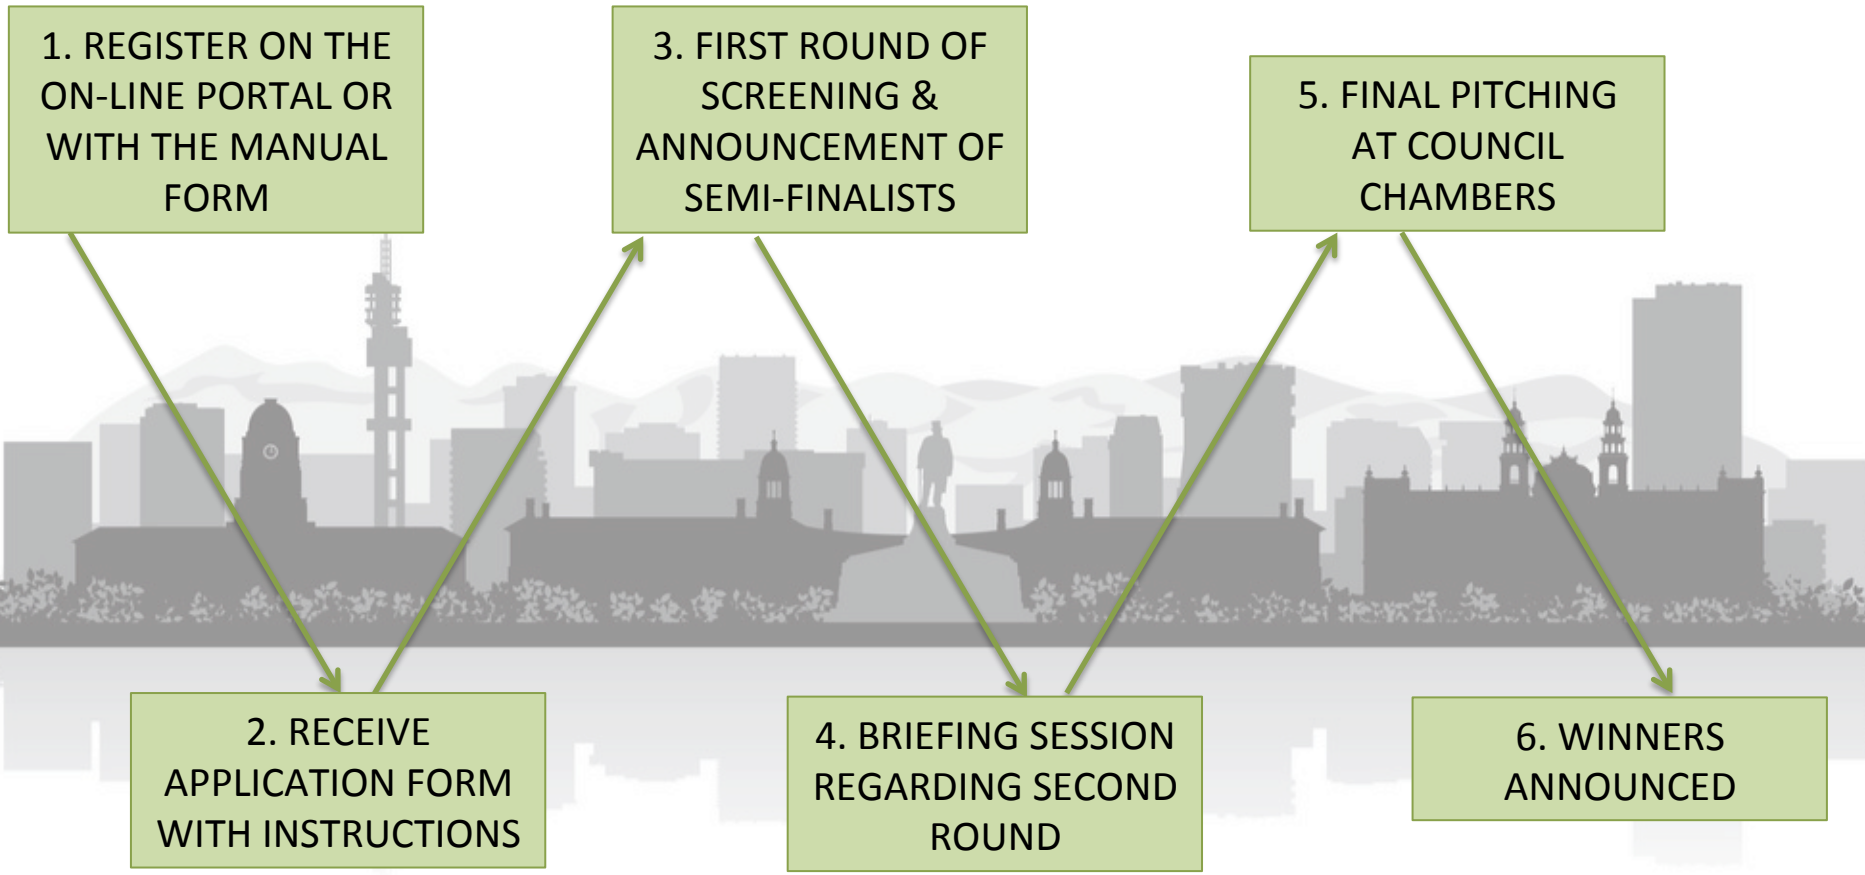 1. REGISTER ON THE
ON-LINE PORTAL OR
WITH THE MANUAL
FORM
2. RECEIVE
APPLICATION FORM
WITH INSTRUCTIONS
3. FIRST ROUND OF
SCREENING &
ANNOUNCEMENT OF
SEMI-FINALISTS
4. BRIEFING SESSION
REGARDING SECOND
ROUND
5. FINAL PITCHING
AT COUNCIL
CHAMBERS
6. WINNERS
ANNOUNCED